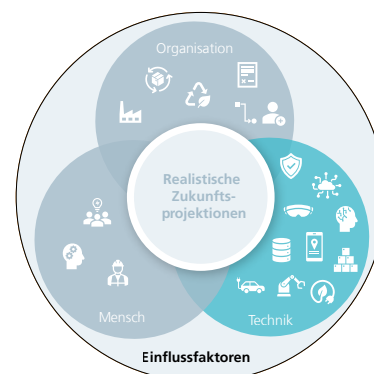 Organisation
Realistische
Zukunfts-
projektionen
Mensch
Technik
Einflussfaktoren